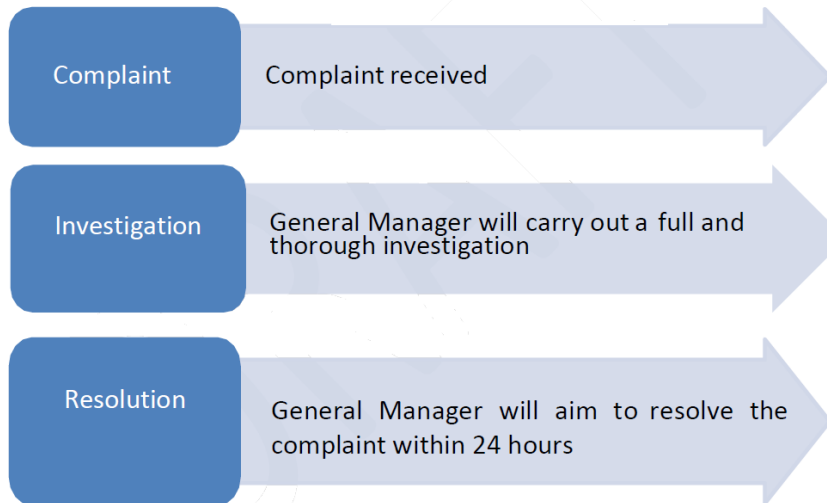 Complaint
Complaint received
Investigation
General Manager will carry out a full and
thorough investigation
Resolution
General Manager will aim to resolve the
complaint within 24 hours